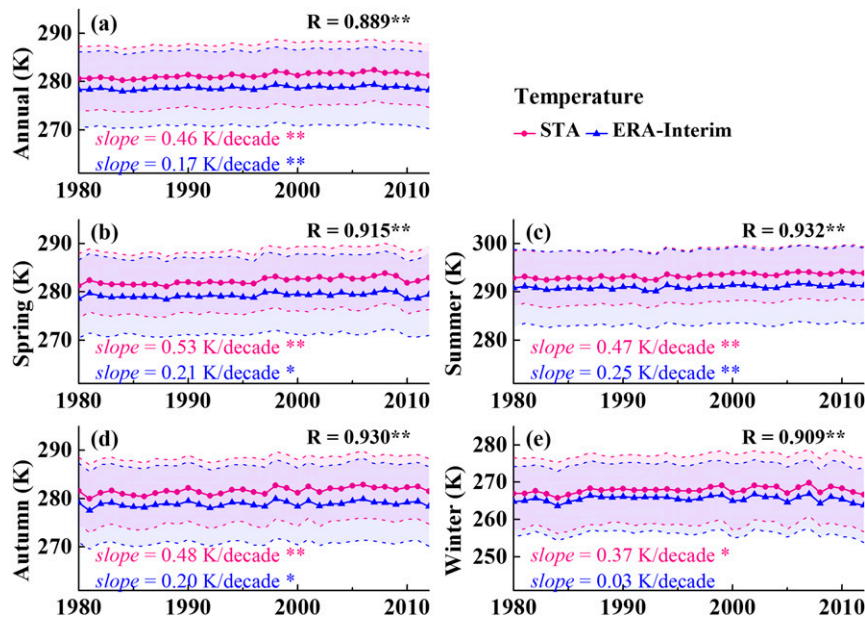 (a)
R = 0.889**
Annual (K)
290
280
270
slope = 0.46 K/decade **
slope = 0.17 K/decade **
1980 1990 2000 2010
Temperature
STA ERA-Interim
(b)
R = 0.915**
Spring (K)
290
280
270
slope = 0.53 K/decade **
slope = 0.21 K/decade *
1980 1990 2000 2010
(c)
R = 0.932**
Summer (K)
300
290
280
slope = 0.47 K/decade **
slope = 0.25 K/decade **
1980 1990 2000 2010
(d)
R = 0.930**
Autumn (K)
290
280
270
slope = 0.48 K/decade **
slope = 0.20 K/decade *
1980 1990 2000 2010
(e)
R = 0.909**
Winter (K)
280
270
260
250
slope = 0.37 K/decade *
slope = 0.03 K/decade
1980 1990 2000 2010